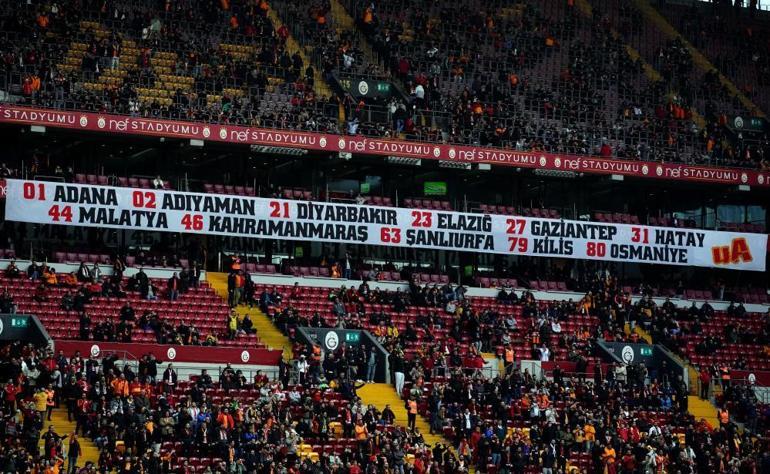 nef STADYUMU nef STADYUMU nef STADYUMU nef STADYUMU nef STADYUMU nef STADYUMU nef STADYUMU
01 ADANA 02 ADIYAMAN 21 DİYARBAKIR 23 ELAZIĞ 27 GAZİANTEP 31 HATAY
44 MALATYA 46 KAHRAMANMARAŞ 63 ŞANLIURFA 79 KİLİS 80 OSMANİYE
uA